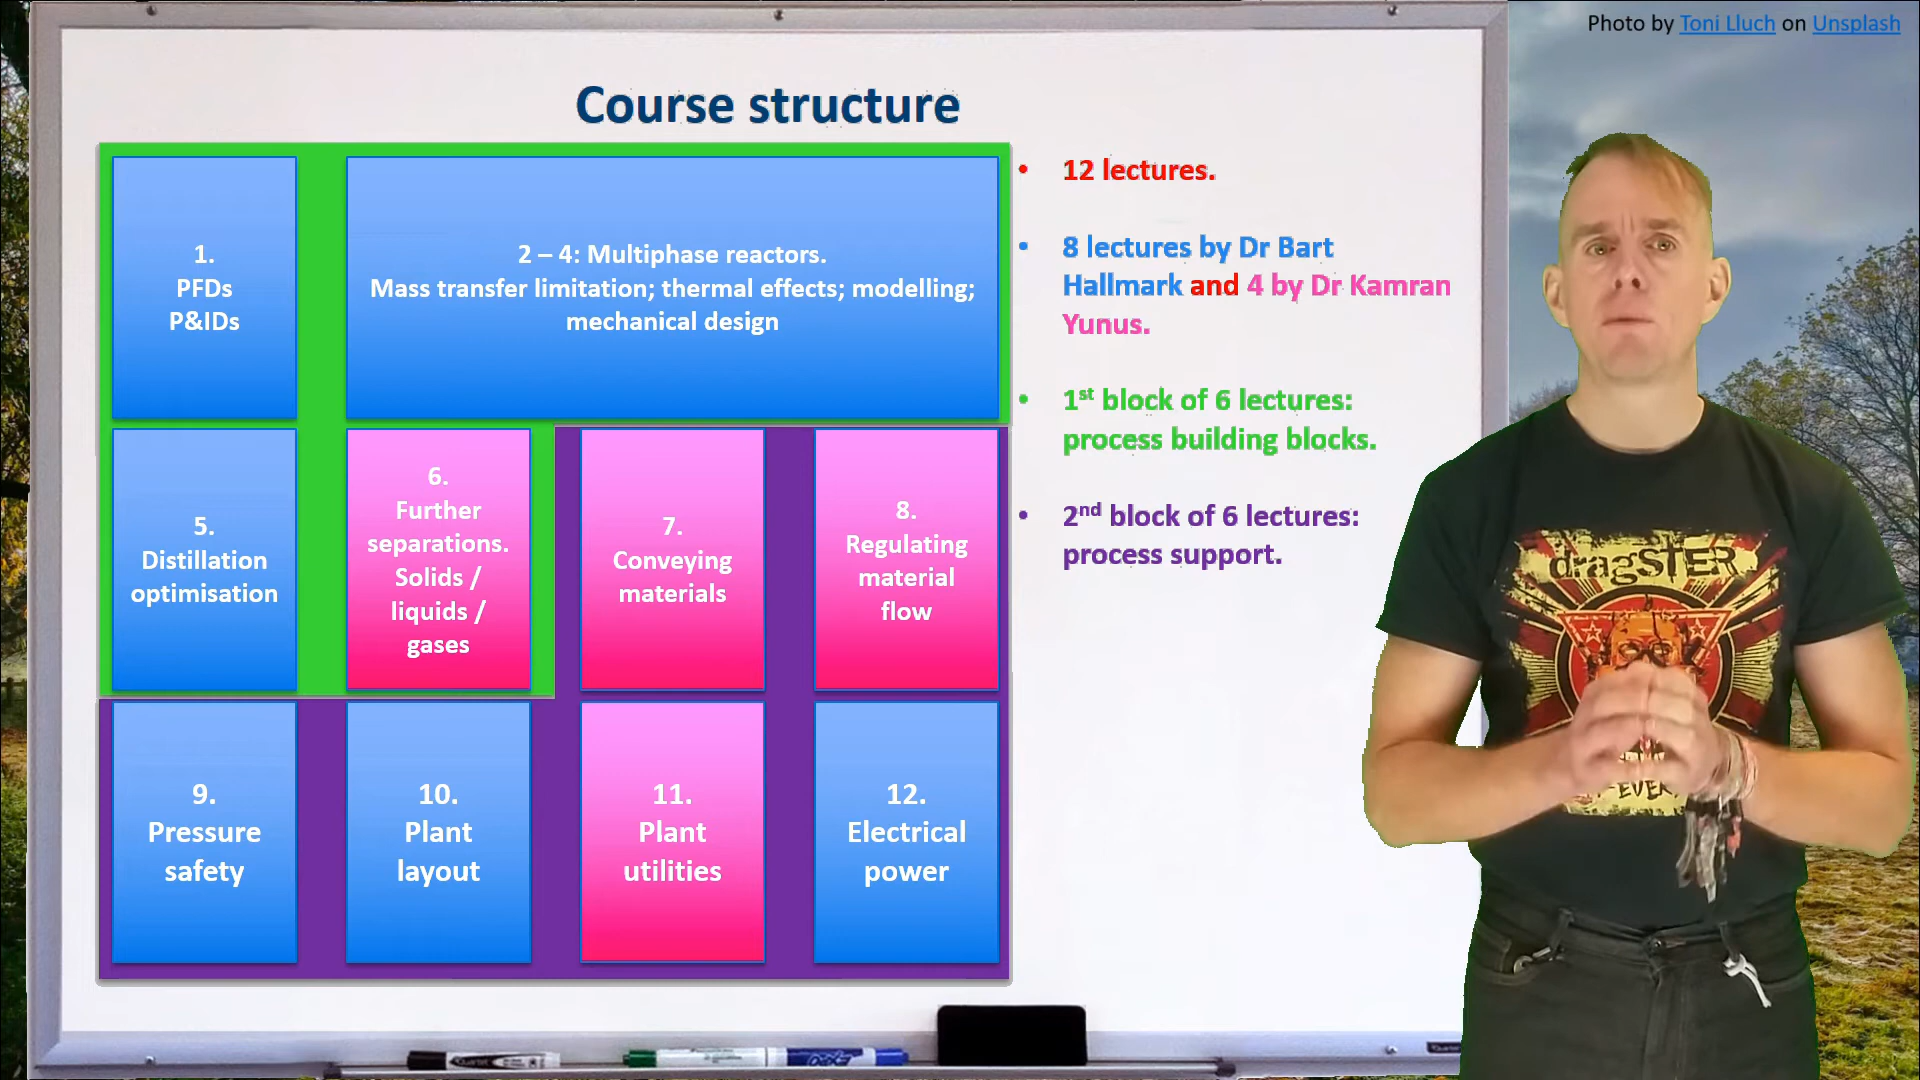 Photo by Toni Lluch on Unsplash
Course structure
1.
PFDs
P&IDs
2 – 4: Multiphase reactors.
Mass transfer limitation; thermal effects; modelling;
mechanical design
5.
Distillation
optimisation
6.
Further
separations.
Solids /
liquids /
gases
7.
Conveying
materials
8.
Regulating
material
flow
9.
Pressure
safety
10.
Plant
layout
11.
Plant
utilities
12.
Electrical
power
• 12 lectures.
• 8 lectures by Dr Bart
Hallmark and 4 by Dr Kamran
Yunus.
• 1st block of 6 lectures:
process building blocks.
• 2nd block of 6 lectures:
process support.
dragSTER
EVER